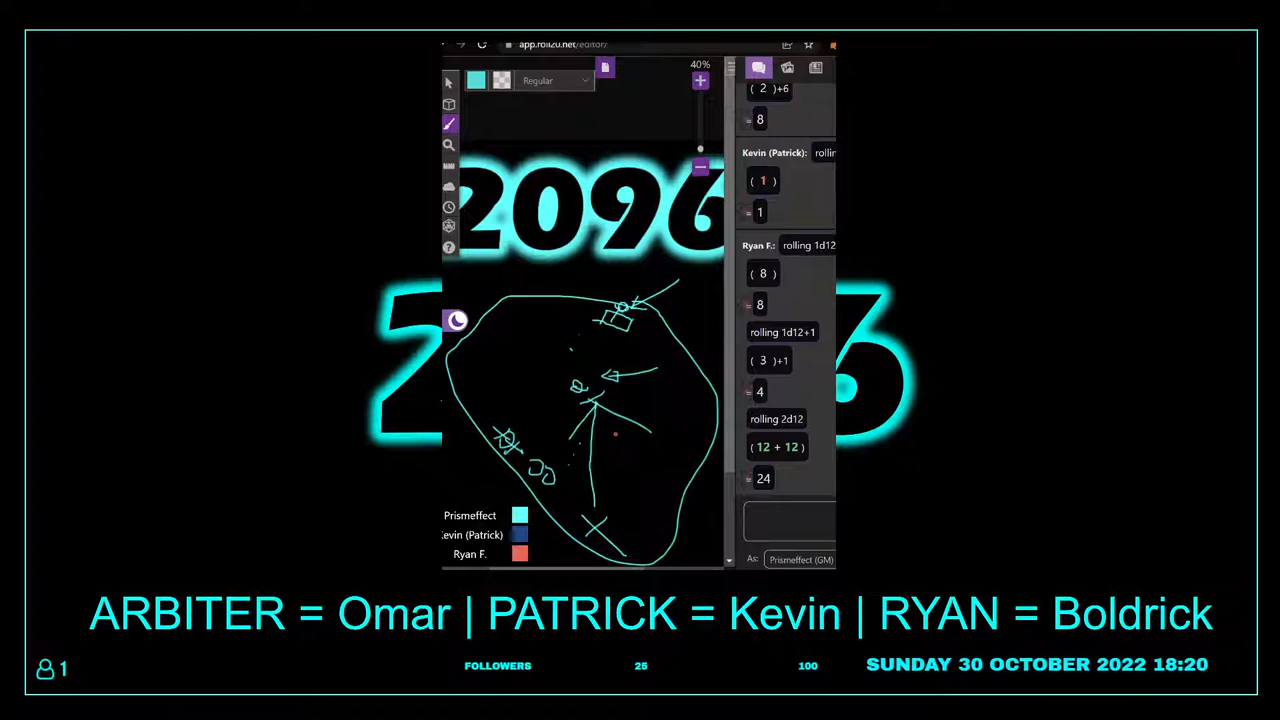 app.roll20.net/editor/
40%
Regular
( 2 )+6
= 8
2096
Kevin (Patrick): rollin
( 1 )
= 1
Ryan F.: rolling 1d12
( 8 )
= 8
rolling 1d12+1
( 3 )+1
= 4
rolling 2d12
( 12 + 12 )
= 24
Prismeffect
Kevin (Patrick)
Ryan F.
As: Prismeffect (GM)
ARBITER = Omar | PATRICK = Kevin | RYAN = Boldrick
1
FOLLOWERS 25 100
SUNDAY 30 OCTOBER 2022 18:20